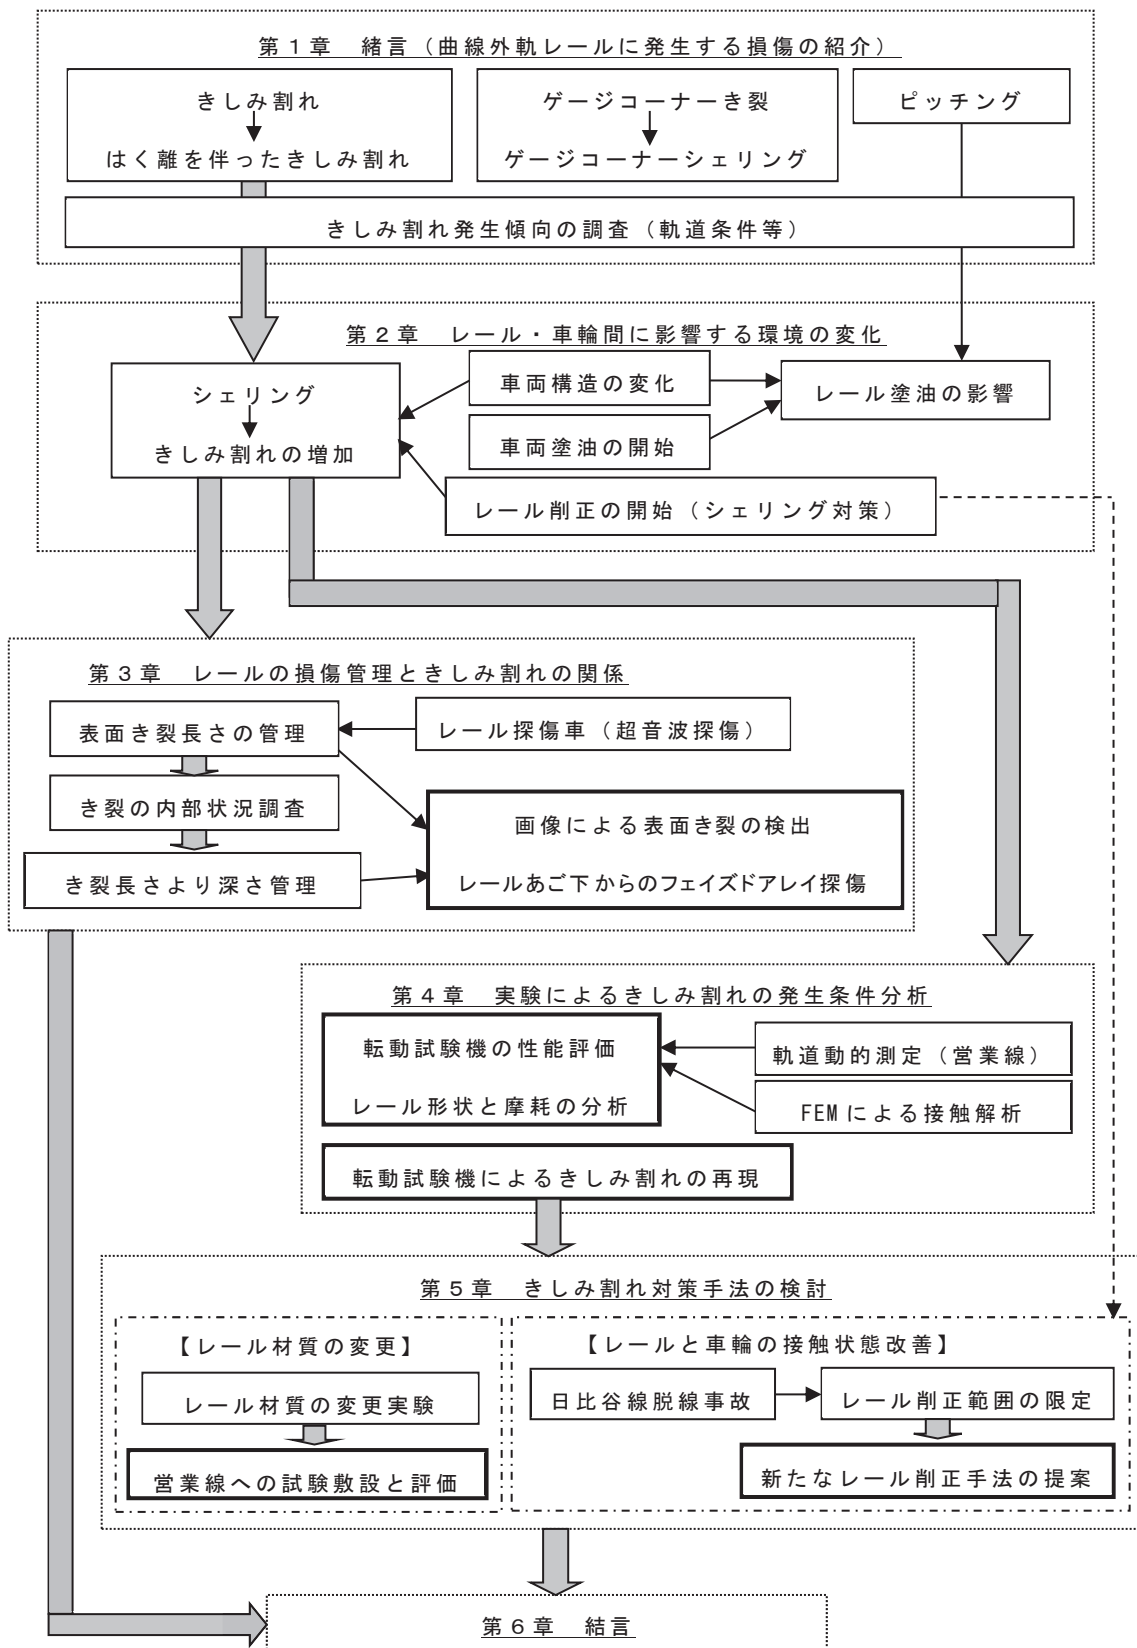 第1章　緒言（曲線外軌レールに発生する損傷の紹介）
きしみ割れ
はく離を伴ったきしみ割れ
ゲージコーナーき裂
ゲージコーナーシェリング
ピッチング
きしみ割れ発生傾向の調査（軌道条件等）
第2章　レール・車輪間に影響する環境の変化
シェリング
きしみ割れの増加
車両構造の変化
車両塗油の開始
レール塗油の影響
レール削正の開始（シェリング対策）
第3章　レールの損傷管理ときしみ割れの関係
表面き裂長さの管理
レール探傷車（超音波探傷）
き裂の内部状況調査
き裂長さより深さ管理
画像による表面き裂の検出
レールあご下からのフェイズドアレイ探傷
第4章　実験によるきしみ割れの発生条件分析
転動試験機の性能評価
レール形状と摩耗の分析
軌道動的測定（営業線）
FEMによる接触解析
転動試験機によるきしみ割れの再現
第5章　きしみ割れ対策手法の検討
【レール材質の変更】
レール材質の変更実験
営業線への試験敷設と評価
【レールと車輪の接触状態改善】
日比谷線脱線事故
レール削正範囲の限定
新たなレール削正手法の提案
第6章　結言